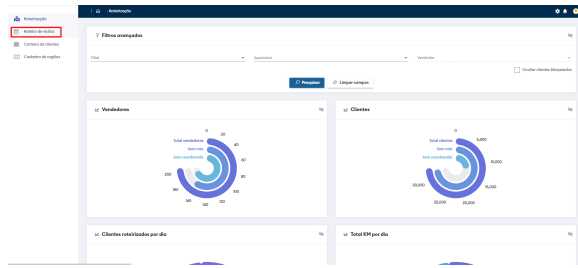 Roteirização
- Roteirização
Roteiro de visitas
Carteira de clientes
Cadastro de regiões
Filtros avançados
Filial
Supervisor
Vendedor
Ocultar clientes bloqueados
Pesquisar
Limpar campos
Vendedores
0
20
40
60
80
100
120
140
160
180
200
Total vendedores
Sem rota
Sem coordenada
Clientes
0
5,000
10,000
15,000
20,000
25,000
30,000
Total clientes
Sem rota
Sem coordenada
Clientes roteirizados por dia
Total KM por dia